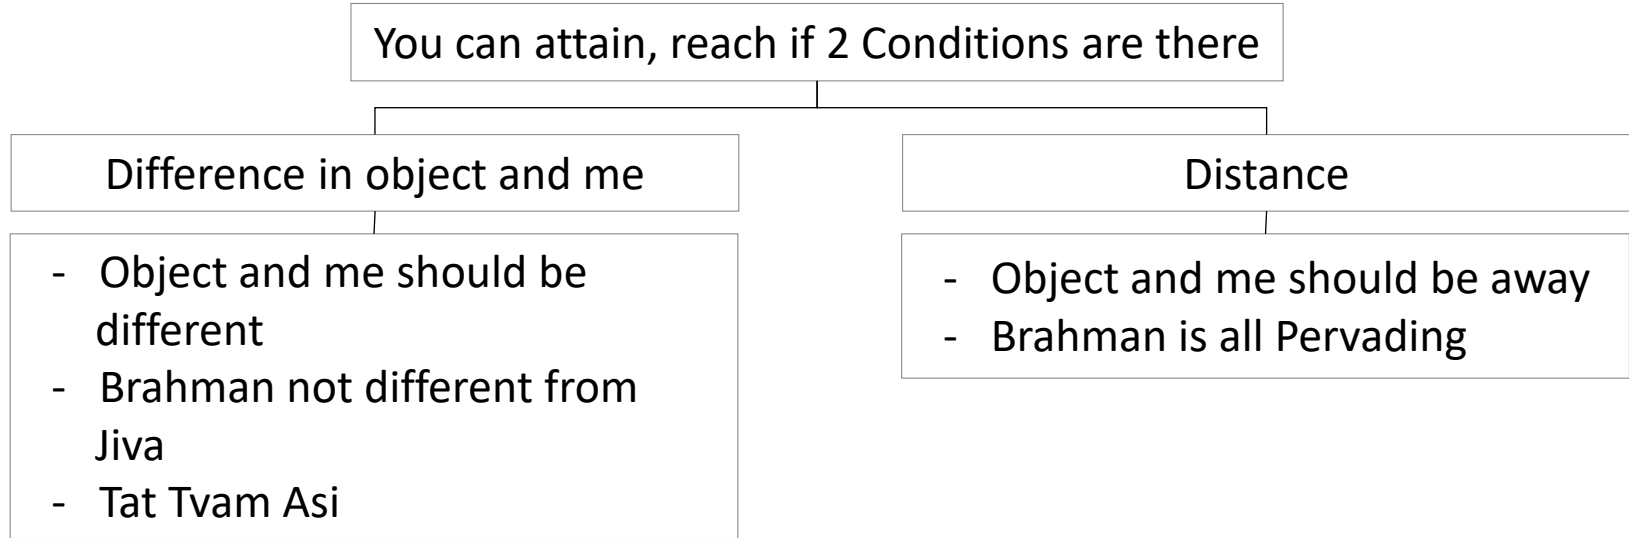 You can attain, reach if 2 Conditions are there
Difference in object and me
- Object and me should be
different
- Brahman not different from
Jiva
- Tat Tvam Asi
Distance
- Object and me should be away
- Brahman is all Pervading